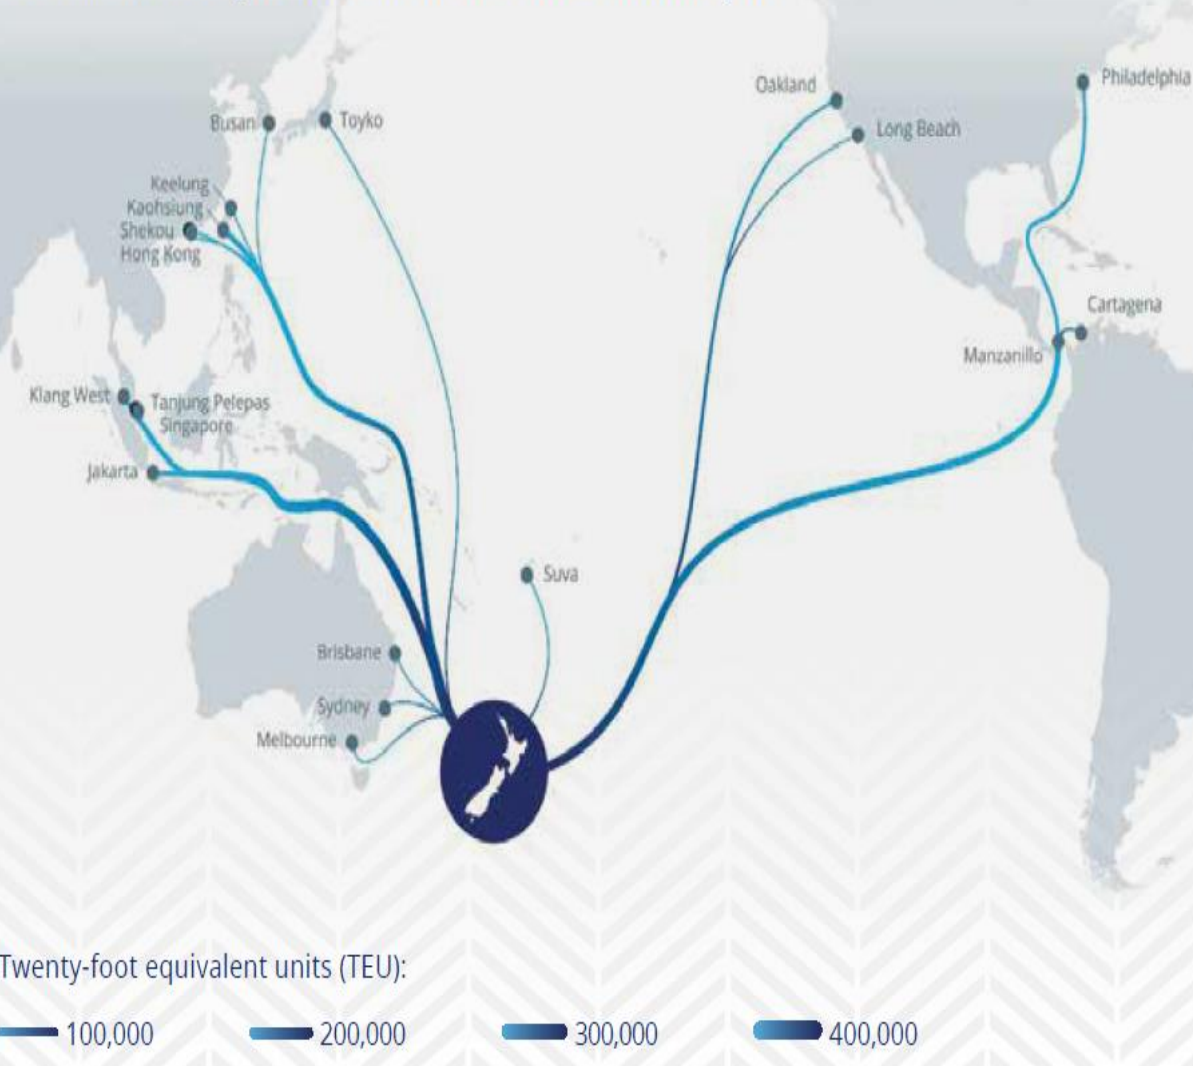 Oakland
Philadelphia
Busan
Toyko
Long Beach
Keelung
Kaohsiung
Shekou
Hong Kong
Cartagena
Manzanillo
Klang West
Tanjung Pelepas
Singapore
Jakarta
Suva
Brisbane
Sydney
Melbourne
Twenty-foot equivalent units (TEU):
100,000
200,000
300,000
400,000